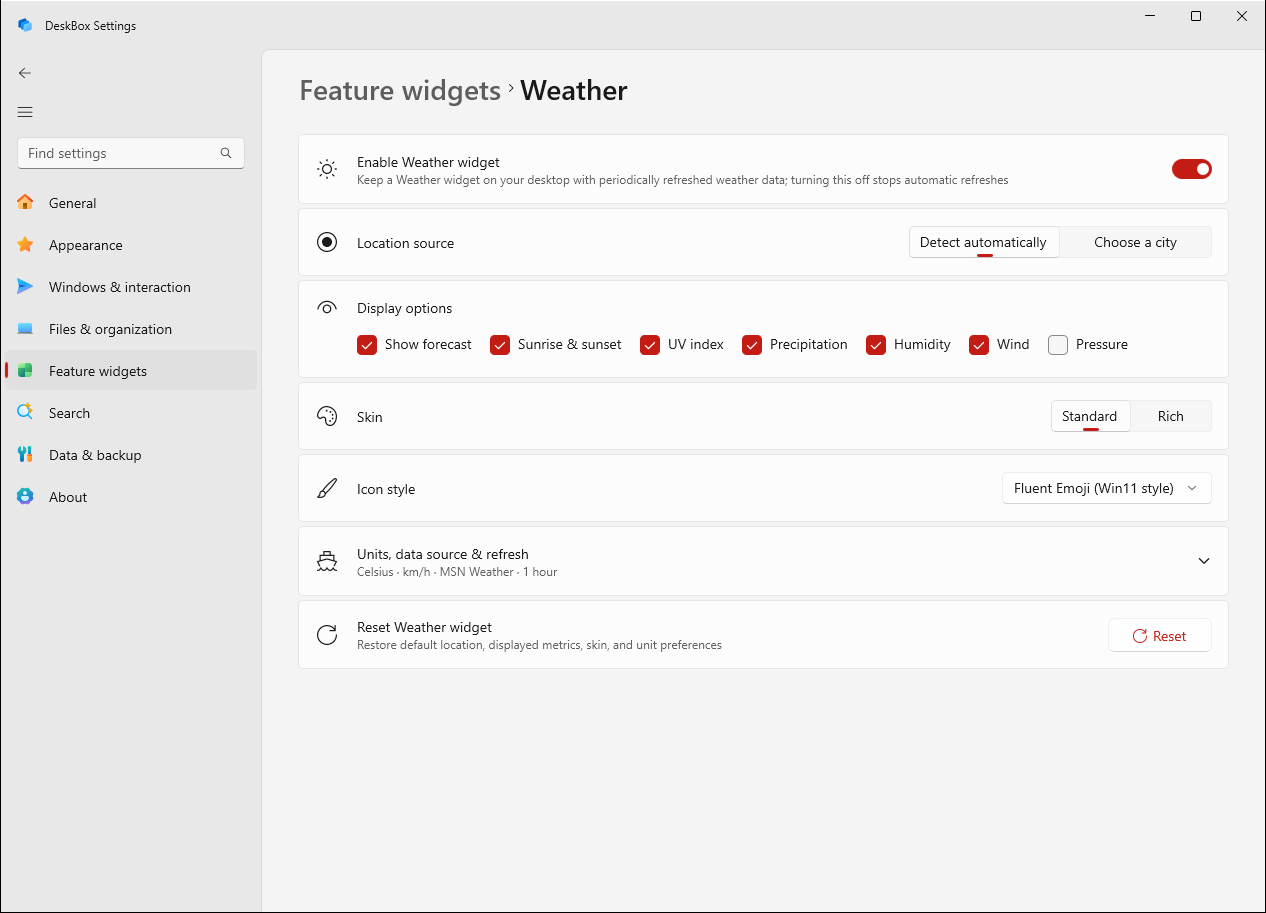 DeskBox Settings
Find settings
General
Appearance
Windows & interaction
Files & organization
Feature widgets
Search
Data & backup
About
Feature widgets › Weather
Enable Weather widget
Keep a Weather widget on your desktop with periodically refreshed weather data; turning this off stops automatic refreshes
Location source
Detect automatically
Choose a city
Display options
Show forecast
Sunrise & sunset
UV index
Precipitation
Humidity
Wind
Pressure
Skin
Standard
Rich
Icon style
Fluent Emoji (Win11 style)
Units, data source & refresh
Celsius · km/h · MSN Weather · 1 hour
Reset Weather widget
Restore default location, displayed metrics, skin, and unit preferences
Reset